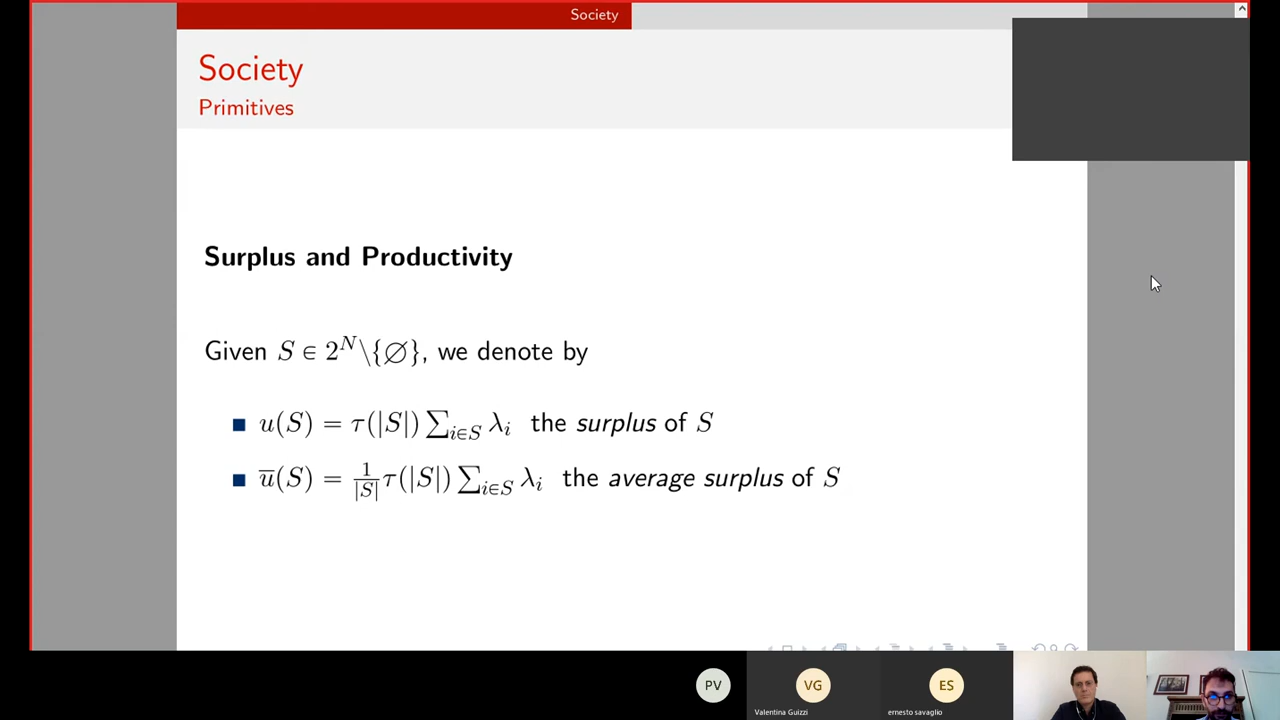 Society
Society
Primitives
Surplus and Productivity
Given S ∈ 2^N\{∅}, we denote by
u(S) = τ(|S|) ∑_{i∈S} λ_i the surplus of S
u̅(S) = 1/|S| τ(|S|) ∑_{i∈S} λ_i the average surplus of S
PV
VG
ES
Valentina Guizzi
ernesto savaglio